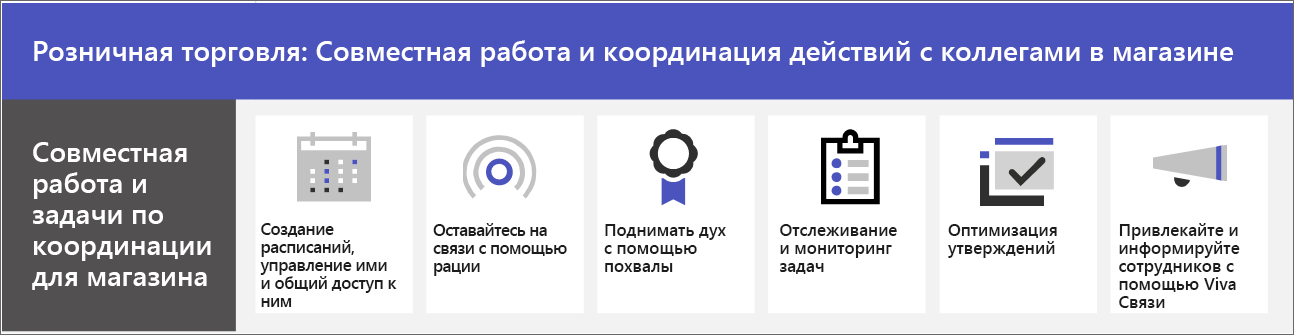 Розничная торговля: Совместная работа и координация действий с коллегами в магазине
Совместная
работа и
задачи по
координации
для магазина
Создание
расписаний,
управление ими
и общий доступ к
ним
Оставайтесь на
связи с помощью
рации
Поднимать дух
с помощью
похвалы
Отслеживание
и мониторинг
задач
Оптимизация
утверждений
Привлекайте и
информируйте
сотрудников с
помощью Viva
Связи